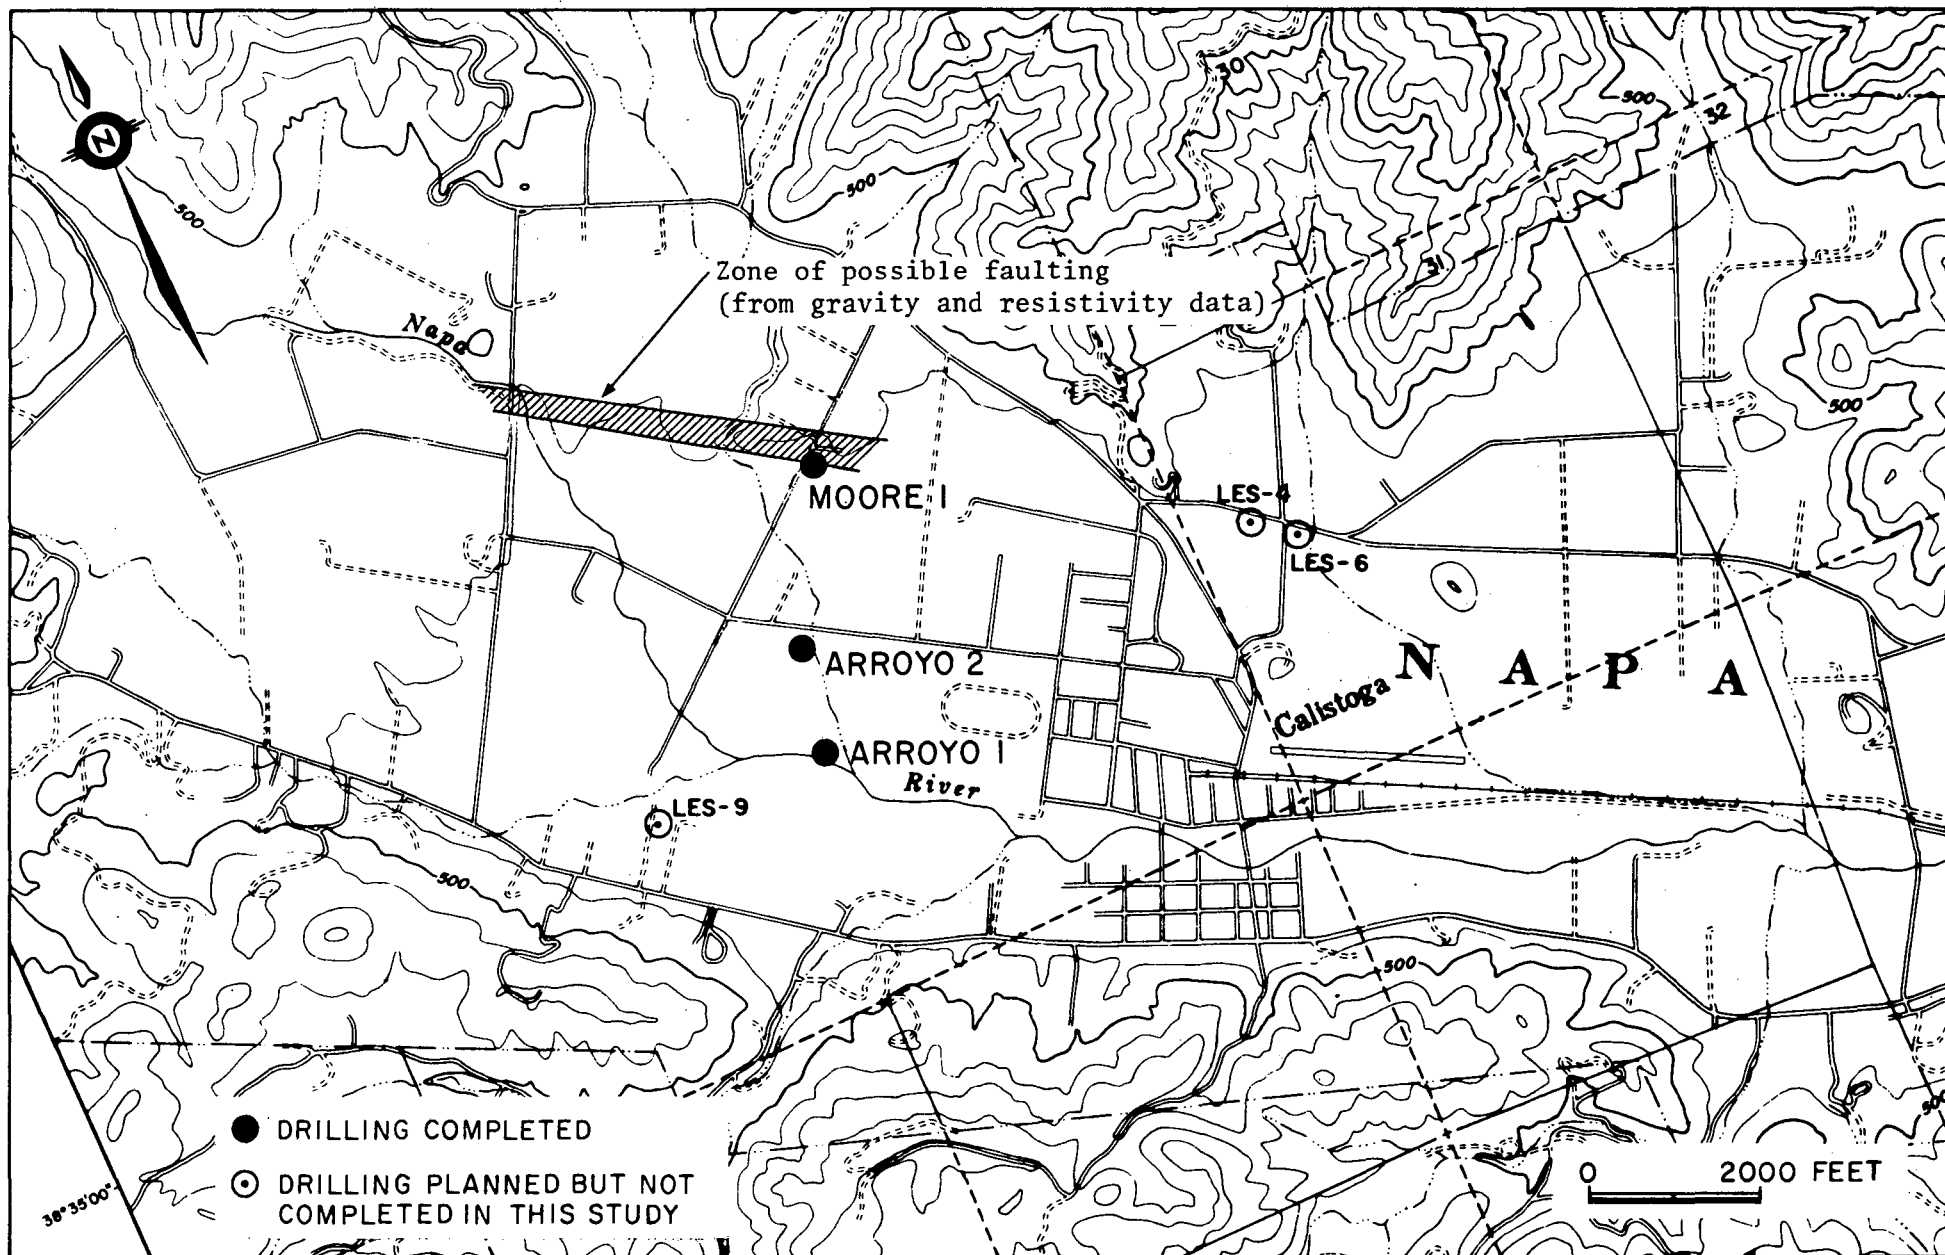 30
500
32
N
500
500
31
Zone of possible faulting
(from gravity and resistivity data)
Napa
500
MOORE 1
LES-4
LES-6
ARROYO 2
NAPA
Calistoga
ARROYO 1
River
LES-9
500
500
DRILLING COMPLETED
0 2000 FEET
DRILLING PLANNED BUT NOT
COMPLETED IN THIS STUDY
38°35'00"
500